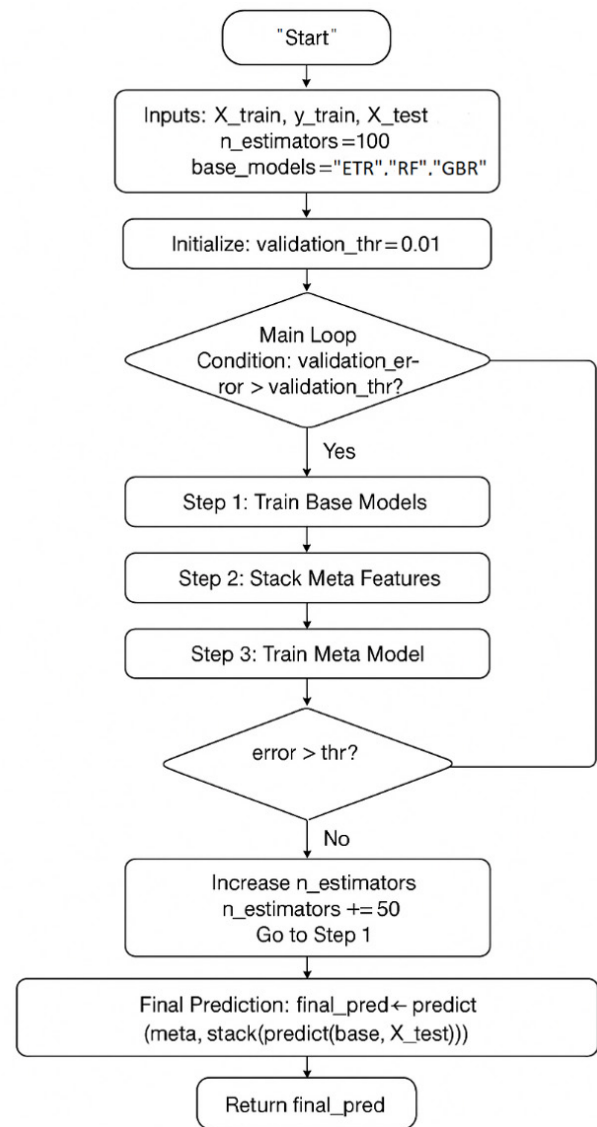 "Start"
Inputs: X_train, y_train, X_test
n_estimators=100
base_models="ETR"."RF"."GBR"
Initialize: validation_thr=0.01
Main Loop
Condition: validation_er-
ror > validation_thr?
Yes
Step 1: Train Base Models
Step 2: Stack Meta Features
Step 3: Train Meta Model
error > thr?
No
Increase n_estimators
n_estimators += 50
Go to Step 1
Final Prediction: final_pred← predict
(meta, stack(predict(base, X_test)))
Return final_pred